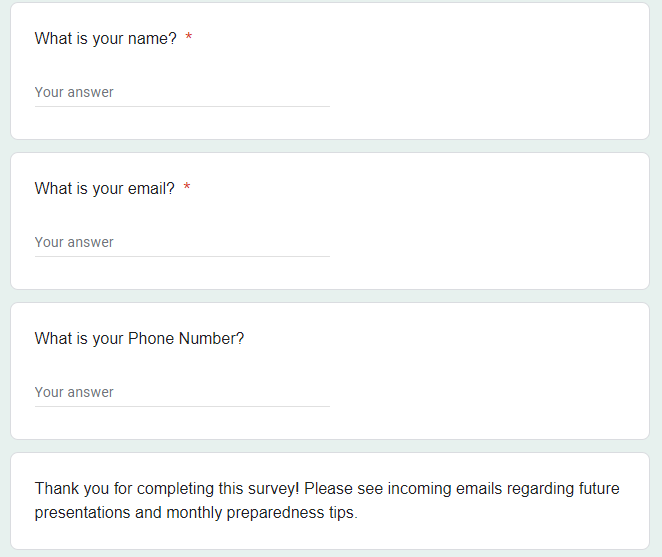 What is your name? *
Your answer
What is your email? *
Your answer
What is your Phone Number?
Your answer
Thank you for completing this survey! Please see incoming emails regarding future
presentations and monthly preparedness tips.